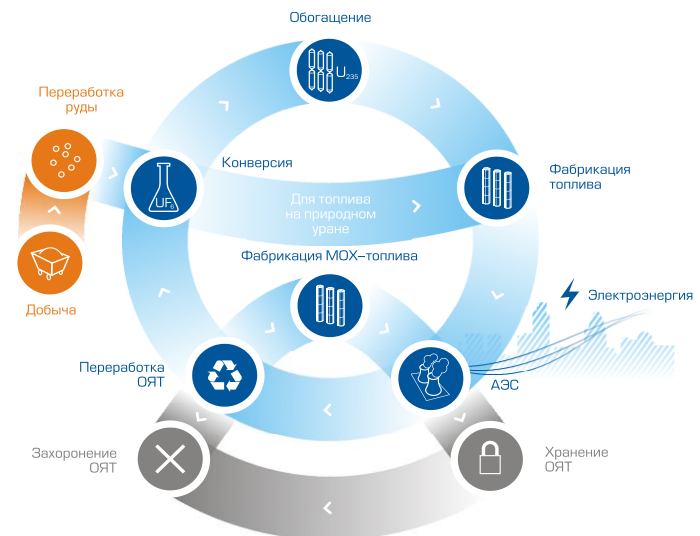 Обогащение
U235
Переработка
руды
Конверсия
UF6
Для топлива
на природном
уране
Фабрикация
топлива
Фабрикация МОХ–топлива
Добыча
Электроэнергия
Переработка
ОЯТ
АЭС
Захоронение
ОЯТ
Хранение
ОЯТ